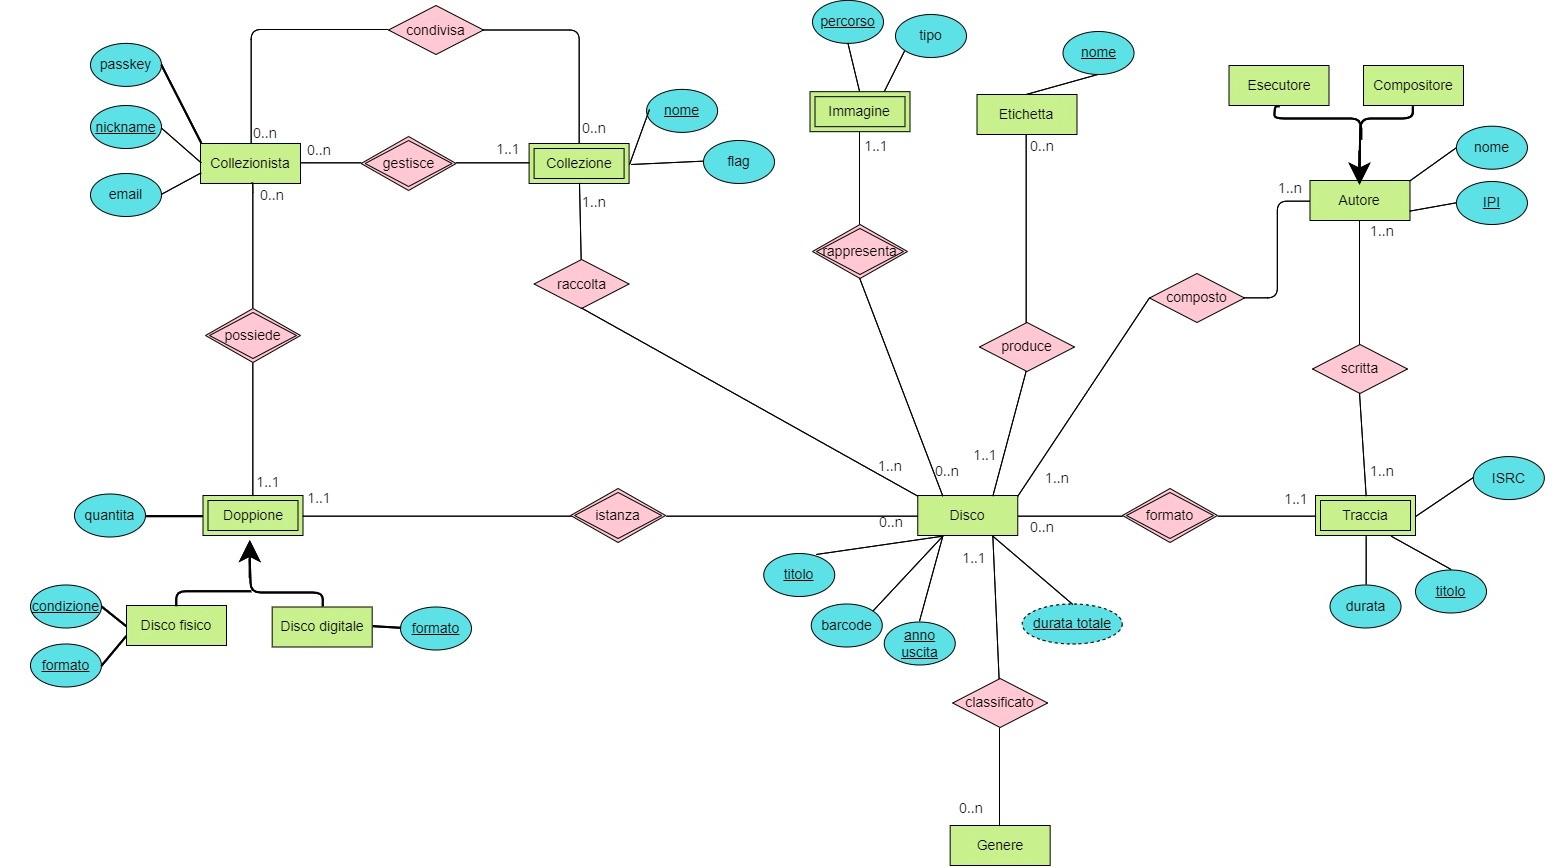 condivisa
percorso
tipo
nome
passkey
Esecutore
Compositore
nome
Immagine
Etichetta
nickname
0..n
0..n
nome
1..1
0..n
Collezionista
0..n
gestisce
1..1
Collezione
flag
email
0..n
1..n
1..n
Autore
IPI
1..n
rappresenta
raccolta
composto
possiede
produce
scritta
1..1
1..n
0..n
1..n
1..n
ISRC
1..1
1..1
quantita
Doppione
istanza
0..n
Disco
0..n
formato
1..1
Traccia
1..1
titolo
durata totale
titolo
durata
condizione
Disco fisico
Disco digitale
formato
barcode
anno
uscita
formato
classificato
0..n
Genere